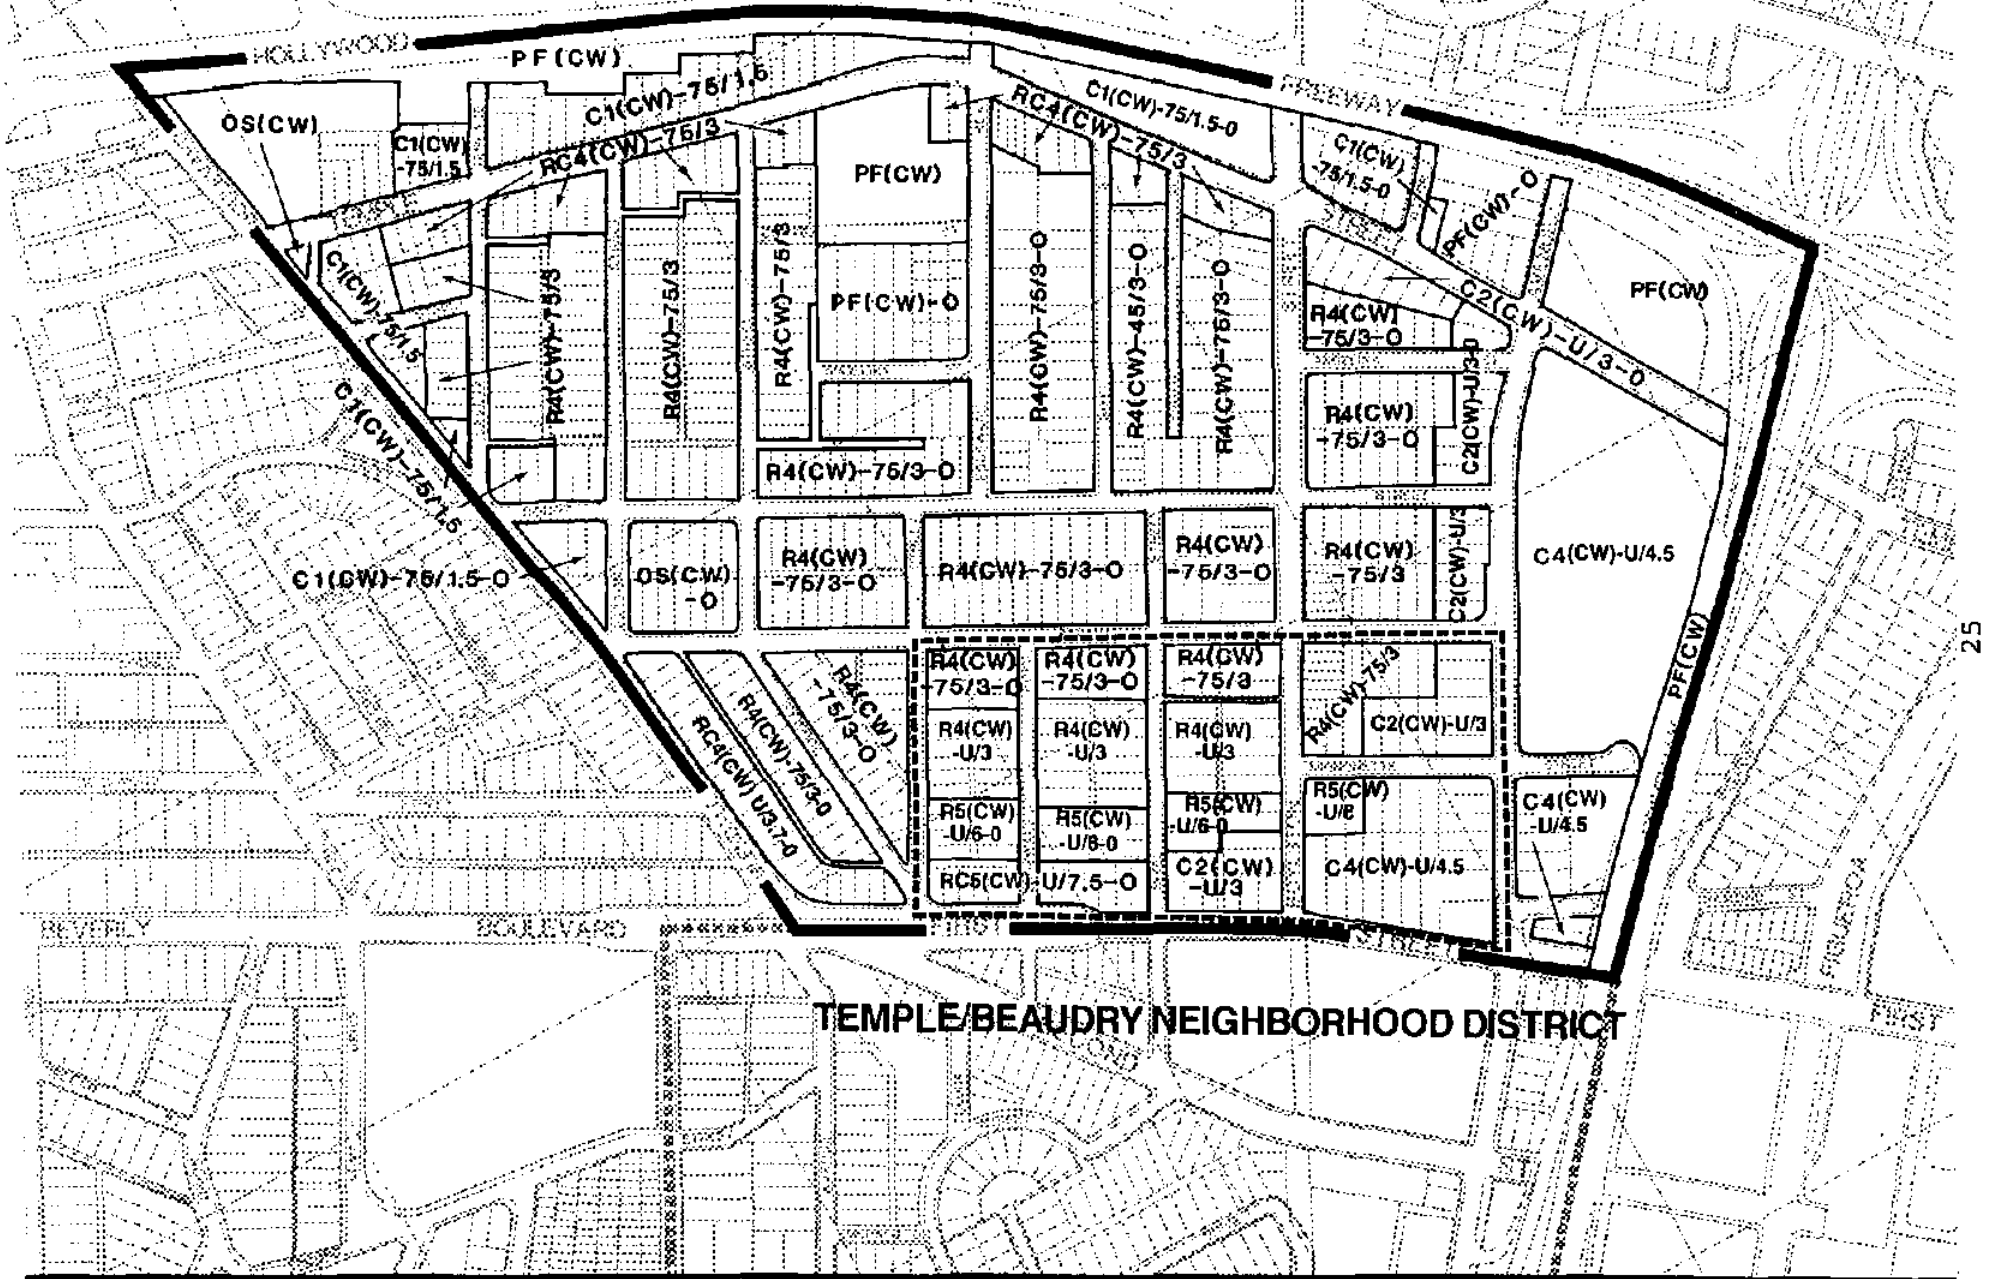 HOLLYWOOD
PF(CW)
FREEWAY
OS(CW)
C1(CW)
-75/1.5
C1(CW)-75/1.5
RC4(CW)-75/3
RC4(CW)-75/3
C1(CW)-75/1.5-O
C1(CW)
-75/1.5-O
PF(CW)-O
PF(CW)
PF(CW)
PF(CW)-O
C1(CW)-75/1.5
R4(CW)-75/3
R4(CW)-75/3
R4(CW)-75/3
R4(CW)-75/3-O
R4(CW)-45/3-O
R4(CW)-75/3-O
C2(CW)-U/3-O
R4(CW)
-75/3-O
C2(CW)-U/3-O
R4(CW)
-75/3-O
C1(CW)-75/1.5
R4(CW)-75/3-O
C1(CW)-75/1.5-O
OS(CW)
-O
R4(CW)
-75/3-O
R4(CW)-75/3-O
R4(CW)
-75/3-O
R4(CW)
-75/3
C2(CW)-U/3
C4(CW)-U/4.5
PF(CW)
25
RC4(CW) U/3.7-O
R4(CW)-75/3-O
R4(CW)
-75/3-O
R4(CW)
-75/3-O
R4(CW)
-75/3-O
R4(CW)
-75/3
R4(CW)-75/3
C2(CW)-U/3
R4(CW)
-U/3
R4(CW)
-U/3
R4(CW)
-U/3
R5(CW)
-U/6-O
R5(CW)
-U/6-O
R5(CW)
-U/6-O
R5(CW)
-U/6
C4(CW)
-U/4.5
RC5(CW)-U/7.5-O
C2(CW)
-U/3
C4(CW)-U/4.5
BEVERLY
BOULEVARD
FIRST
STREET
FIGUEROA
FIRST
TEMPLE/BEAUDRY NEIGHBORHOOD DISTRICT